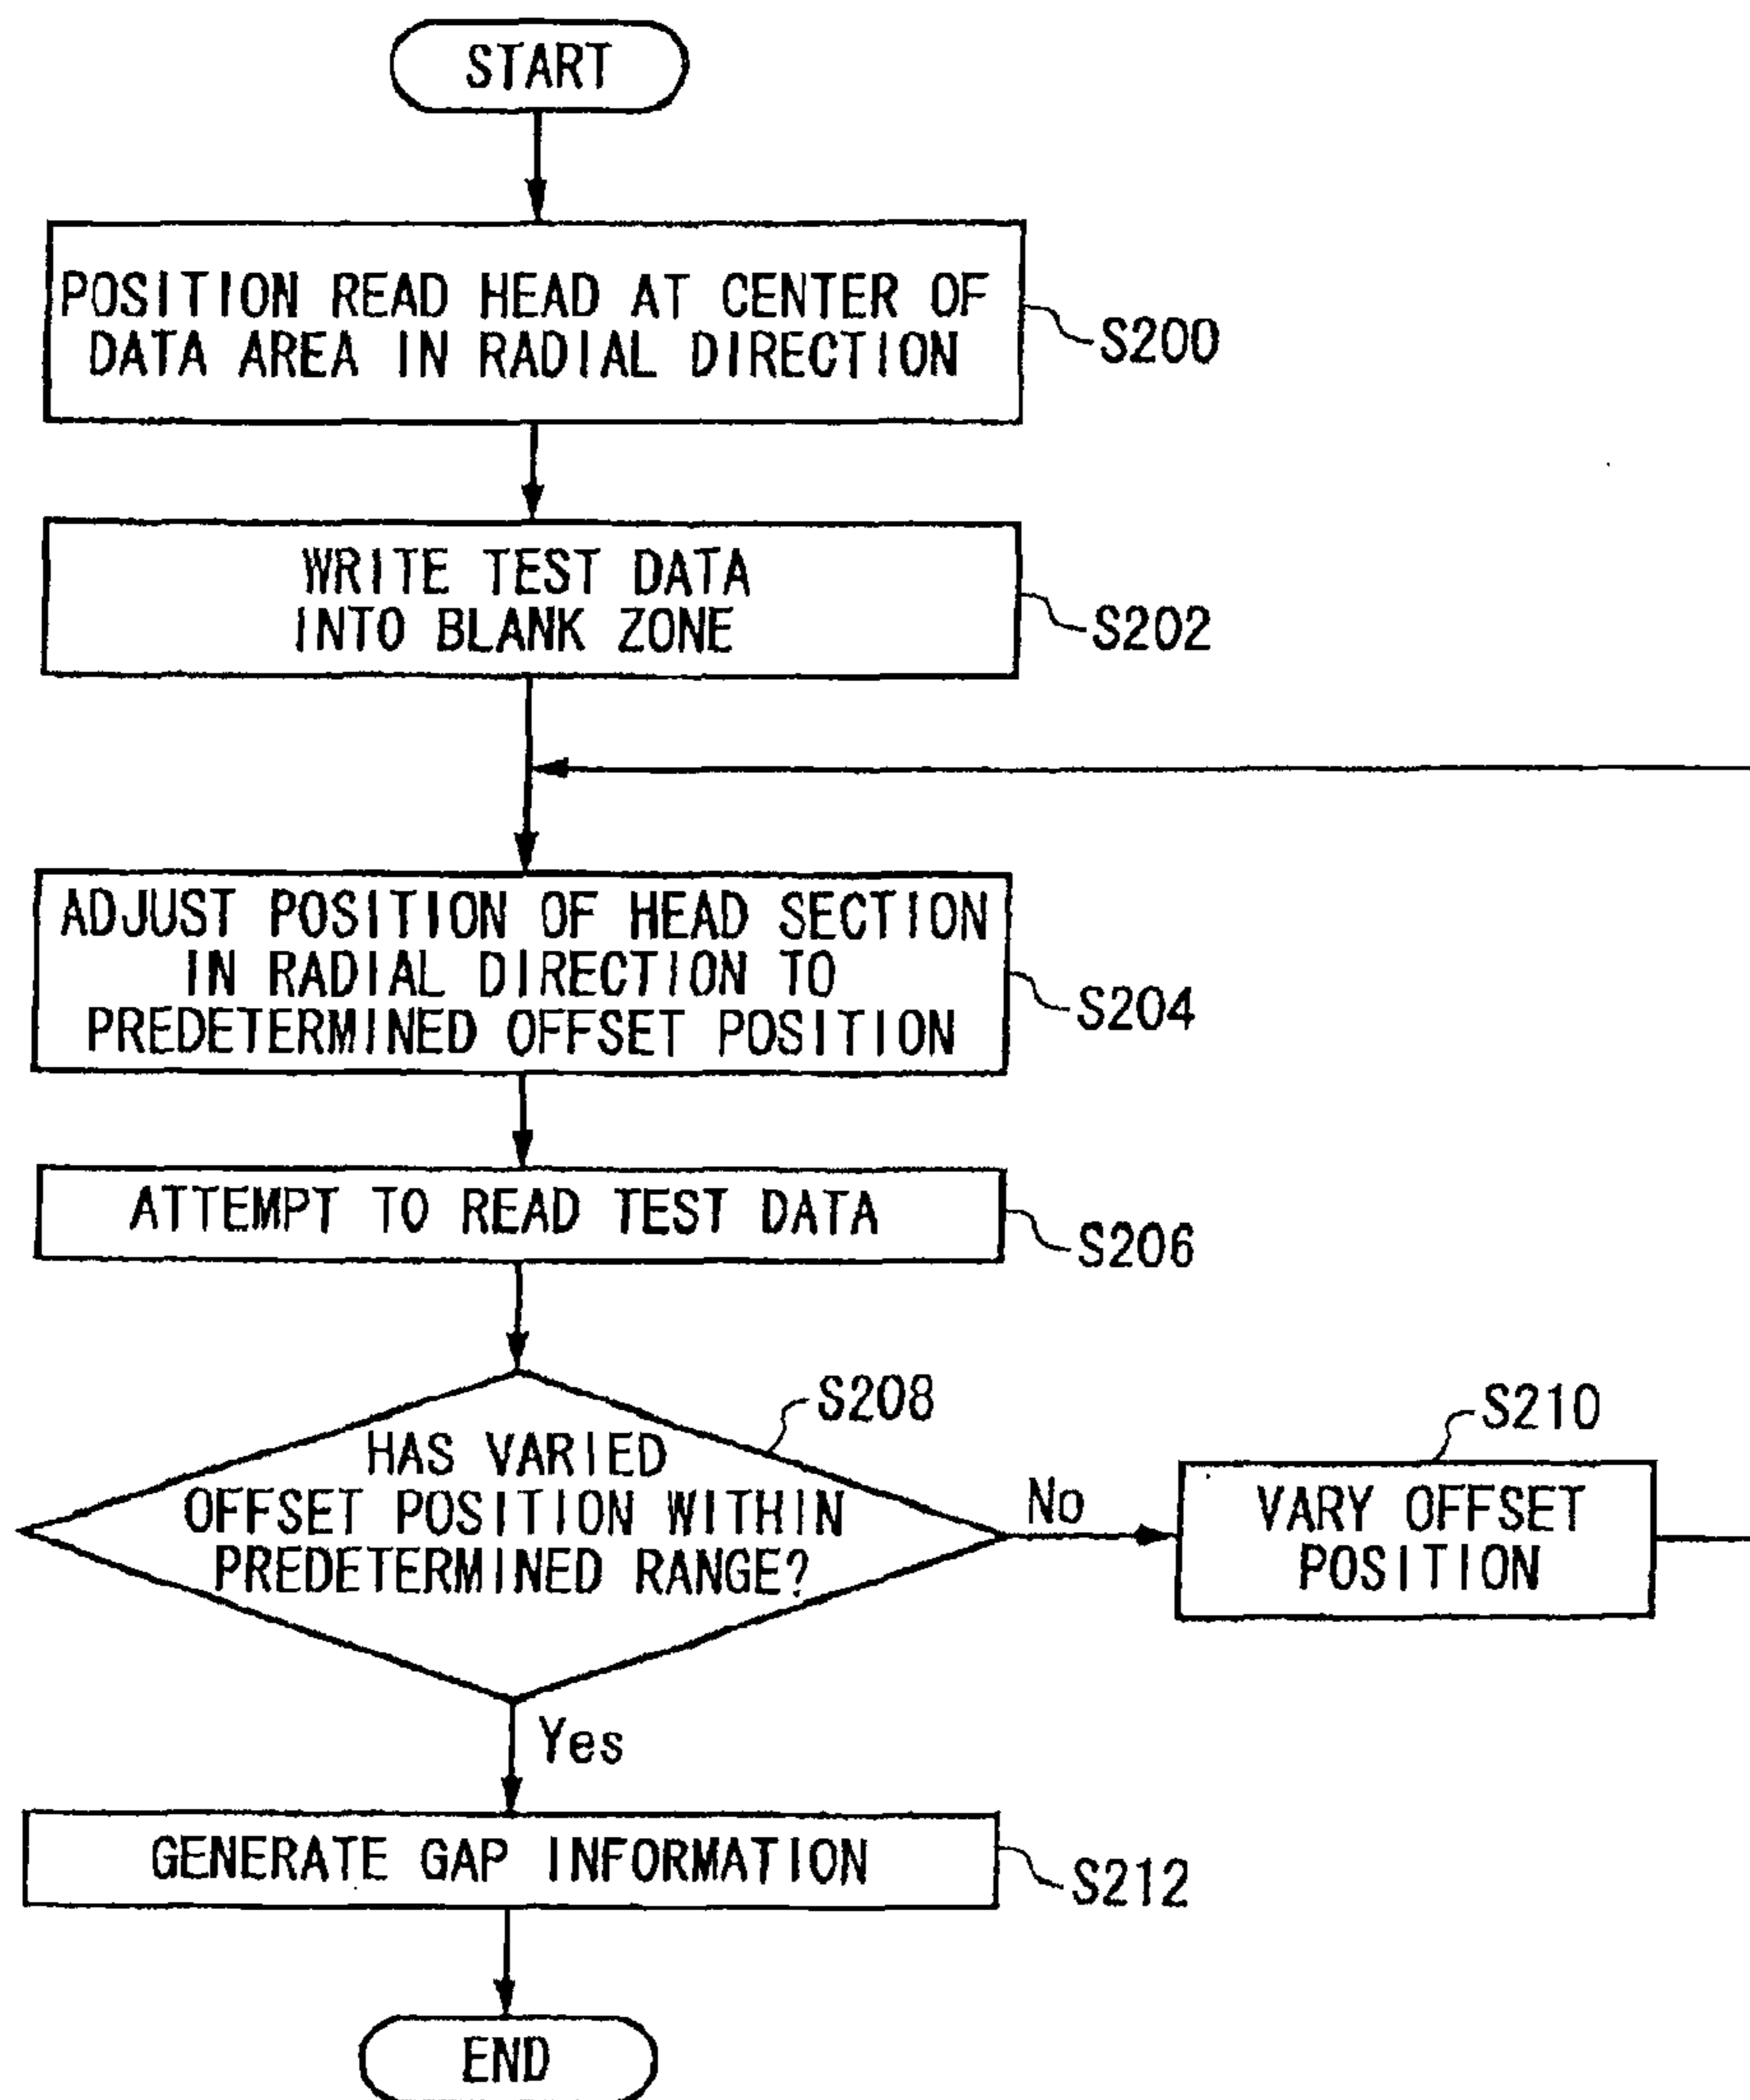 START
POSITION READ HEAD AT CENTER OF
DATA AREA IN RADIAL DIRECTION
S200
WRITE TEST DATA
INTO BLANK ZONE
S202
ADJUST POSITION OF HEAD SECTION
IN RADIAL DIRECTION TO
PREDETERMINED OFFSET POSITION
S204
ATTEMPT TO READ TEST DATA
S206
S208
HAS VARIED
OFFSET POSITION WITHIN
PREDETERMINED RANGE?
No
S210
VARY OFFSET
POSITION
Yes
GENERATE GAP INFORMATION
S212
END